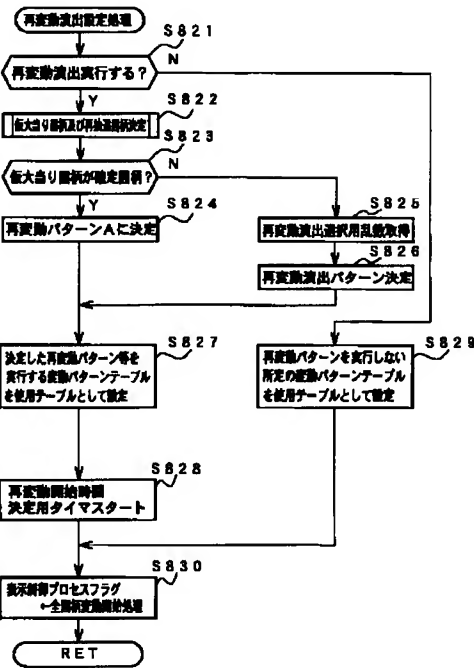 再変動演出設定処理
S821
再変動演出実行する？
N
Y
S822
仮大当り図柄及び再抽選図柄決定
S823
仮大当り図柄が確定図柄？
N
Y
S824
再変動パターンAに決定
S825
再変動演出選択用乱数取得
S826
再変動演出パターン決定
S827
決定した再変動パターン等を
実行する変動パターンテーブル
を使用テーブルとして設定
S829
再変動パターンを実行しない
所定の変動パターンテーブル
を使用テーブルとして設定
S828
再変動開始時間
決定用タイマスタート
S830
表示制御プロセスフラグ
←全図柄変動開始処理
RET